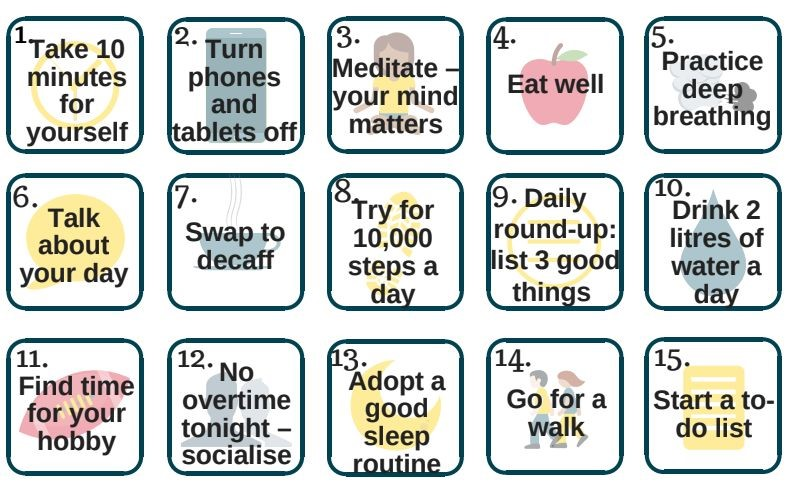 1.
Take 10
minutes
for
yourself
2.
Turn
phones
and
tablets off
3.
Meditate –
your mind
matters
4.
Eat well
5.
Practice
deep
breathing
6.
Talk
about
your day
7.
Swap to
decaff
8.
Try for
10,000
steps a
day
9.
Daily
round-up:
list 3 good
things
10.
Drink 2
litres of
water a
day
11.
Find time
for your
hobby
12.
No
overtime
tonight –
socialise
13.
Adopt a
good
sleep
routine
14.
Go for a
walk
15.
Start a to-
do list